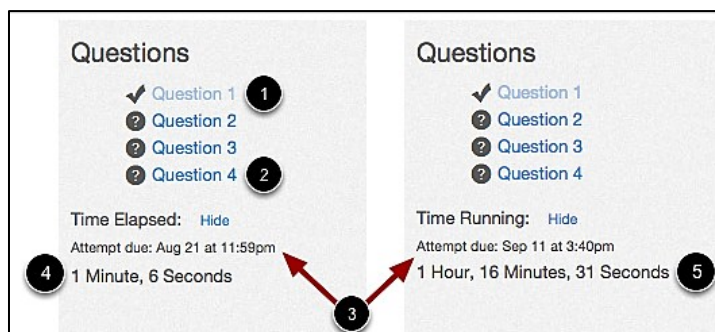 Questions
Question 1 1
? Question 2
? Question 3
? Question 4 2
Time Elapsed: Hide
Attempt due: Aug 21 at 11:59pm
4 1 Minute, 6 Seconds
3
Questions
Question 1
? Question 2
? Question 3
? Question 4
Time Running: Hide
Attempt due: Sep 11 at 3:40pm
1 Hour, 16 Minutes, 31 Seconds 5